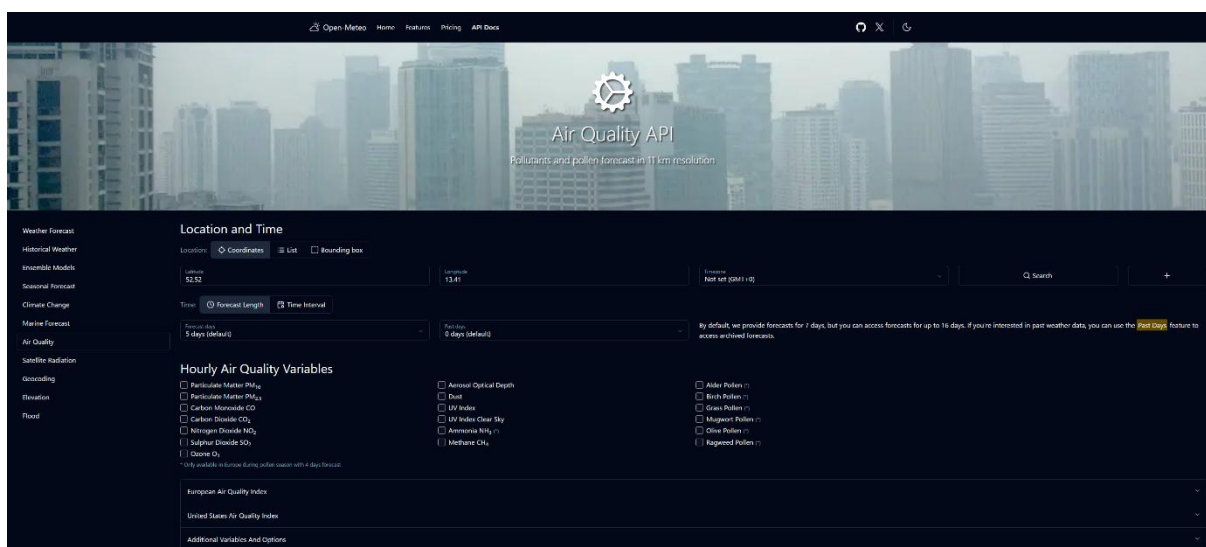 Open-Meteo Home Features Pricing API Docs
Air Quality API
Pollutants and pollen forecast in 11 km resolution
Weather Forecast
Historical Weather
Ensemble Models
Seasonal Forecast
Climate Change
Marine Forecast
Air Quality
Satellite Radiation
Geocoding
Elevation
Flood
Location and Time
Location: Coordinates List Bounding box
Latitude
52.52
Longitude
13.41
Timezone
Not set (GMT+0)
Search
+
Time: Forecast Length Time Interval
Forecast days
5 days (default)
Past days
0 days (default)
By default, we provide forecasts for 7 days, but you can access forecasts for up to 16 days. If you're interested in past weather data, you can use the Past Days feature to
access archived forecasts.
Hourly Air Quality Variables
Particulate Matter PM₁₀
Particulate Matter PM₂.₅
Carbon Monoxide CO
Carbon Dioxide CO₂
Nitrogen Dioxide NO₂
Sulphur Dioxide SO₂
Ozone O₃
Aerosol Optical Depth
Dust
UV Index
UV Index Clear Sky
Ammonia NH₃ (*)
Methane CH₄
Alder Pollen (*)
Birch Pollen (*)
Grass Pollen (*)
Mugwort Pollen (*)
Olive Pollen (*)
Ragweed Pollen (*)
* Only available in Europe during pollen season with 4 days forecast
European Air Quality Index
United States Air Quality Index
Additional Variables And Options